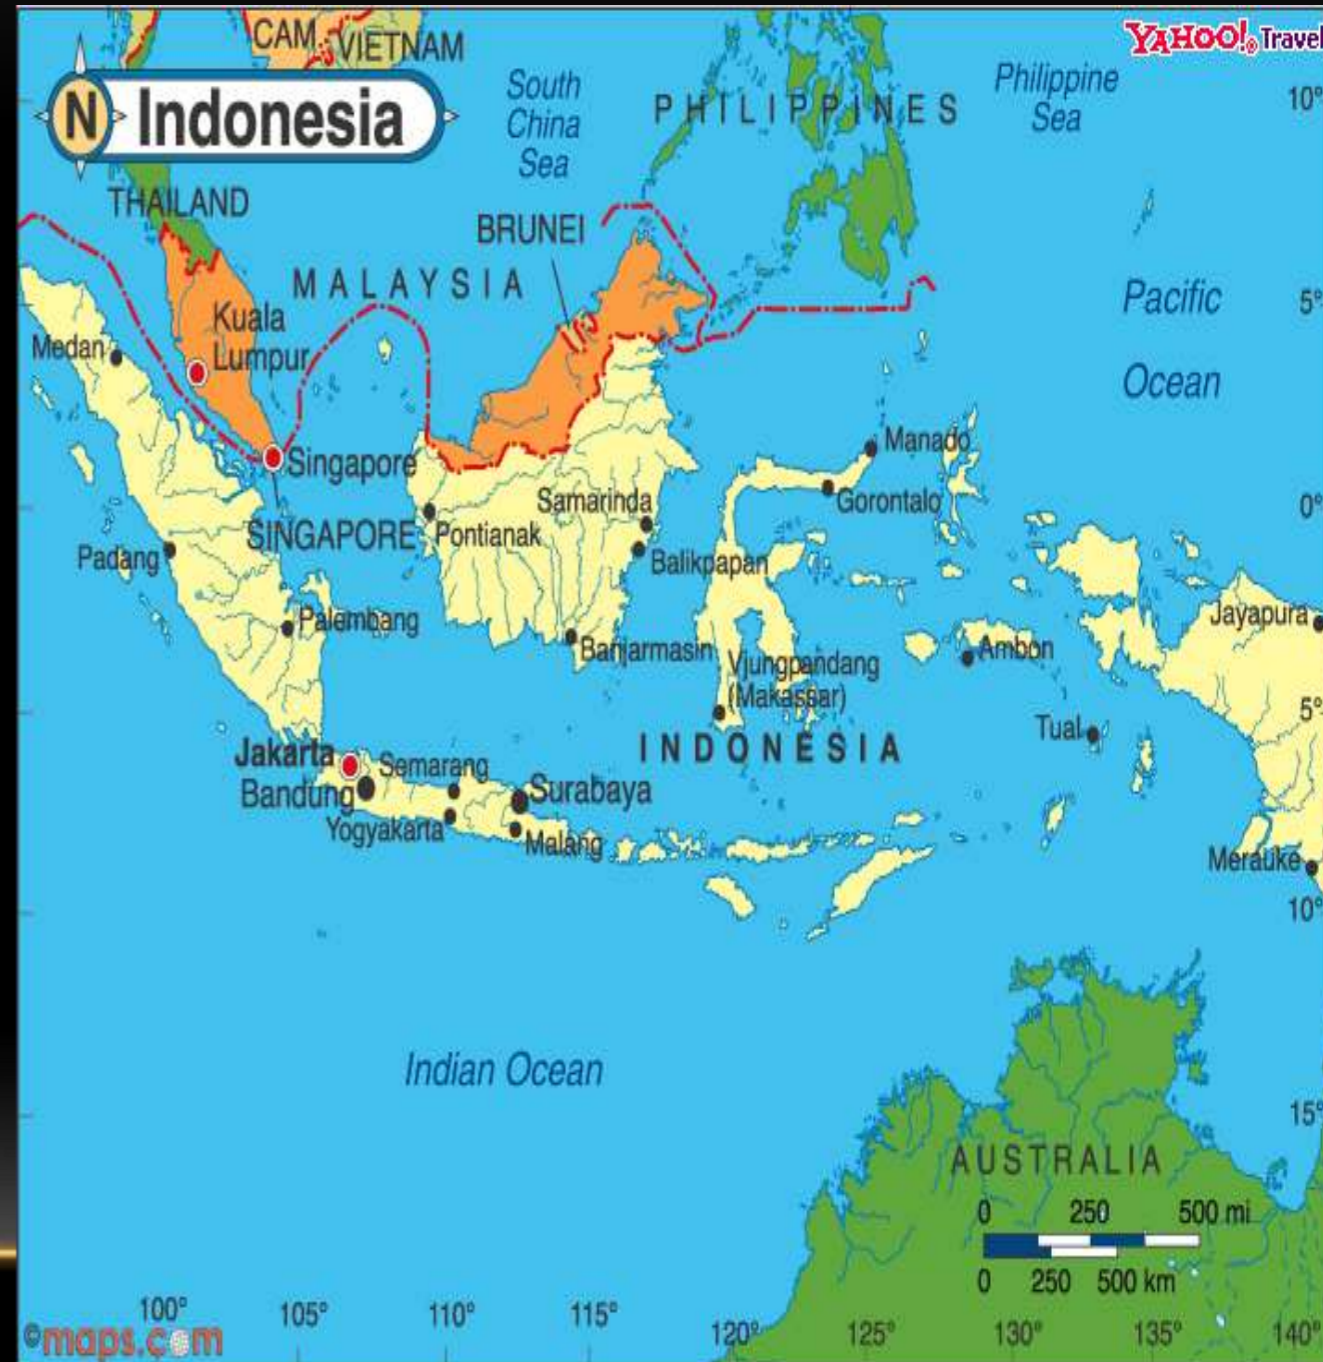 YAHOO! Travel
CAM
VIETNAM
N
Indonesia
South
China
Sea
PHILIPPINES
Philippine
Sea
10°
THAILAND
BRUNEI
MALAYSIA
Pacific
Ocean
5°
Kuala
Lumpur
Medan
Singapore
SINGAPORE
Manado
Gorontalo
Samarinda
0°
Pontianak
Balikpapan
Padang
Palembang
Banjarmasin
Vjungpandang
(Makassar)
Ambon
Jayapura
5°
Tual
INDONESIA
Jakarta
Semarang
Bandung
Surabaya
Yogyakarta
Malang
Merauke
10°
Indian Ocean
15°
AUSTRALIA
0 250 500 mi
0 250 500 km
100° 105° 110° 115° 120° 125° 130° 135° 140°
©maps.com